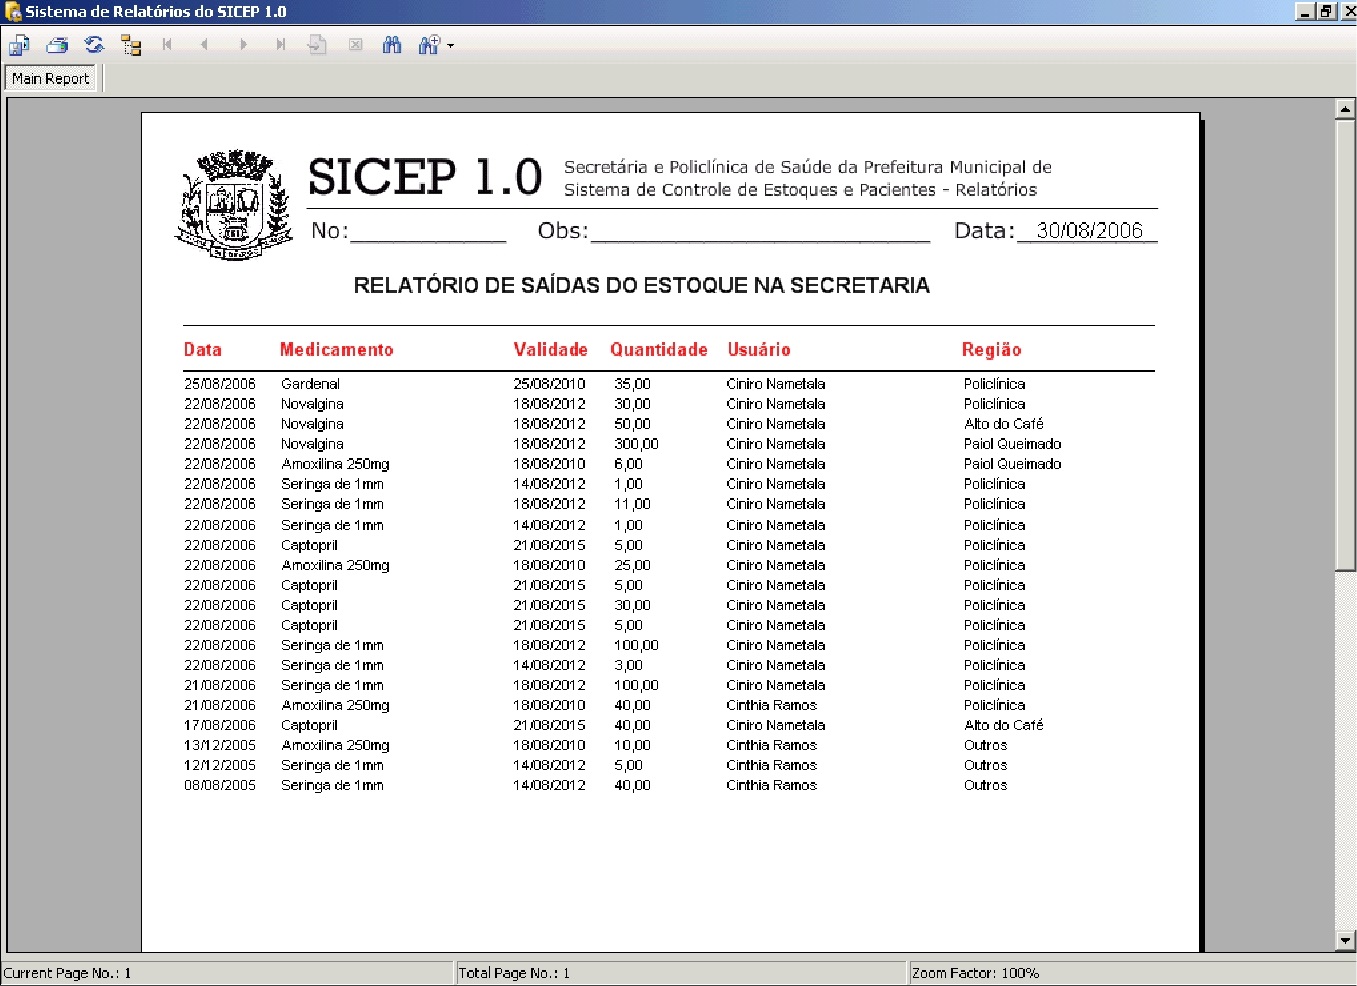 Sistema de Relatórios do SICEP 1.0
Main Report
SICEP 1.0
Secretária e Policlínica de Saúde da Prefeitura Municipal de
Sistema de Controle de Estoques e Pacientes - Relatórios
No:____________ Obs:____________________________ Data: 30/08/2006
RELATÓRIO DE SAÍDAS DO ESTOQUE NA SECRETARIA
Data Medicamento Validade Quantidade Usuário Região
25/08/2006 Gardenal 25/08/2010 35,00 Ciniro Nametala Policlínica
22/08/2006 Novalgina 18/08/2012 30,00 Ciniro Nametala Policlínica
22/08/2006 Novalgina 18/08/2012 50,00 Ciniro Nametala Alto do Café
22/08/2006 Novalgina 18/08/2012 300,00 Ciniro Nametala Paiol Queimado
22/08/2006 Amoxilina 250mg 18/08/2010 6,00 Ciniro Nametala Paiol Queimado
22/08/2006 Seringa de 1mm 14/08/2012 1,00 Ciniro Nametala Policlínica
22/08/2006 Seringa de 1mm 18/08/2012 11,00 Ciniro Nametala Policlínica
22/08/2006 Seringa de 1mm 14/08/2012 1,00 Ciniro Nametala Policlínica
22/08/2006 Captopril 21/08/2015 5,00 Ciniro Nametala Policlínica
22/08/2006 Amoxilina 250mg 18/08/2010 25,00 Ciniro Nametala Policlínica
22/08/2006 Captopril 21/08/2015 5,00 Ciniro Nametala Policlínica
22/08/2006 Captopril 21/08/2015 30,00 Ciniro Nametala Policlínica
22/08/2006 Captopril 21/08/2015 5,00 Ciniro Nametala Policlínica
22/08/2006 Seringa de 1mm 18/08/2012 100,00 Ciniro Nametala Policlínica
22/08/2006 Seringa de 1mm 14/08/2012 3,00 Ciniro Nametala Policlínica
21/08/2006 Seringa de 1mm 18/08/2012 100,00 Ciniro Nametala Policlínica
21/08/2006 Amoxilina 250mg 18/08/2010 40,00 Cinthia Ramos Policlínica
17/08/2006 Captopril 21/08/2015 40,00 Ciniro Nametala Alto do Café
13/12/2005 Amoxilina 250mg 18/08/2010 10,00 Cinthia Ramos Outros
12/12/2005 Seringa de 1mm 14/08/2012 5,00 Cinthia Ramos Outros
08/08/2005 Seringa de 1mm 14/08/2012 40,00 Cinthia Ramos Outros
Current Page No.: 1 Total Page No.: 1 Zoom Factor: 100%